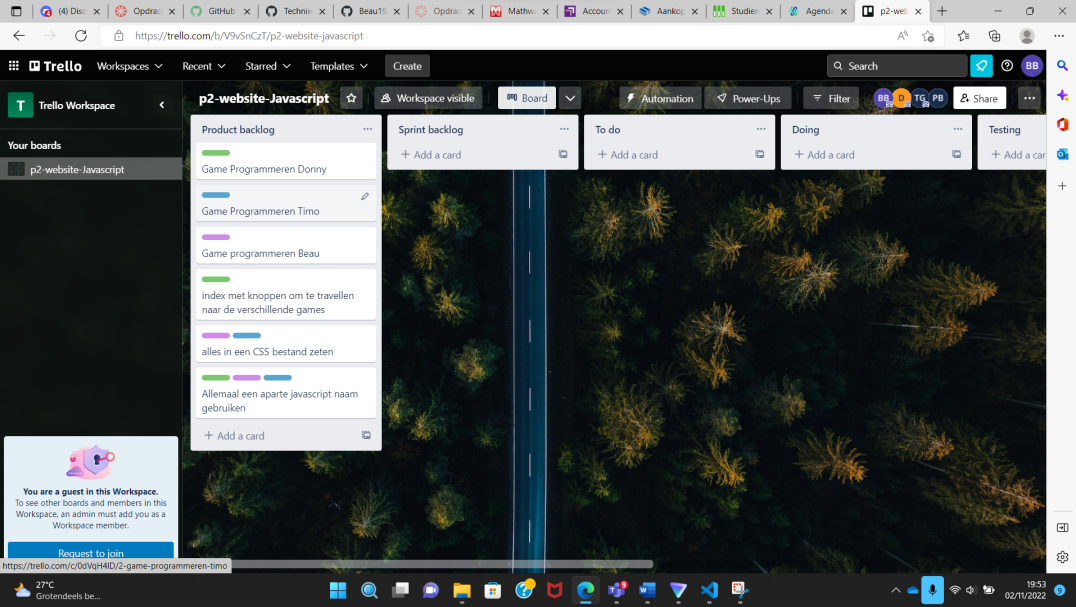 (4) Disc
Opdrac
GitHub
Technie
Beau19
Opdrac
Mathwa
Accoun
Aankop
Studien
Agenda
p2-web
https://trello.com/b/V9vSnCzT/p2-website-javascript
Trello
Workspaces
Recent
Starred
Templates
Create
Search
BB
T
Trello Workspace
p2-website-Javascript
Workspace visible
Board
Automation
Power-Ups
Filter
BB
D
TG
PB
Share
Your boards
p2-website-Javascript
Product backlog
Game Programmeren Donny
Game Programmeren Timo
Game programmeren Beau
index met knoppen om te travellen
naar de verschillende games
alles in een CSS bestand zeten
Allemaal een aparte javascript naam
gebruiken
+ Add a card
Sprint backlog
+ Add a card
To do
+ Add a card
Doing
+ Add a card
Testing
+ Add a car
You are a guest in this Workspace.
To see other boards and members in this
Workspace, an admin must add you as a
Workspace member.
Request to join
https://trello.com/c/0dVqH4lD/2-game-programmeren-timo
27°C
Grotendeels be...
9
19:53
02/11/2022
9